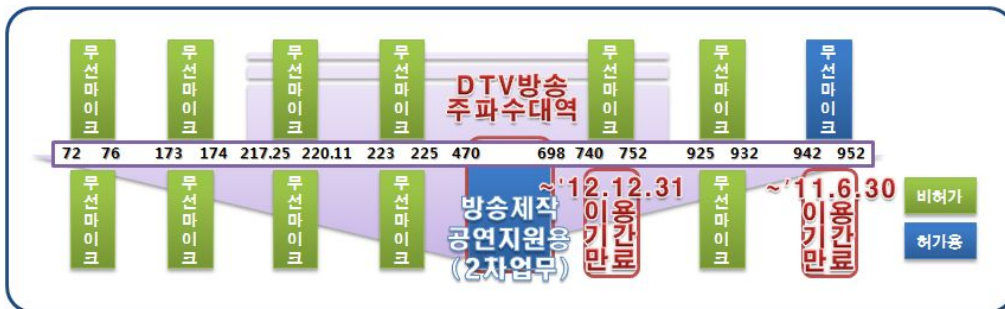 무선마이크
무선마이크
무선마이크
무선마이크
DTV방송
주파수대역
무선마이크
무선마이크
무선마이크
72 76 173 174 217.25 220.11 223 225 470 698 740 752 925 932 942 952
무선마이크
무선마이크
무선마이크
무선마이크
방송제작
공연지원용
(2차업무)
~'12.12.31
이용
기간
만료
무선마이크
~'11.6.30
이용
기간
만료
비허가
허가용